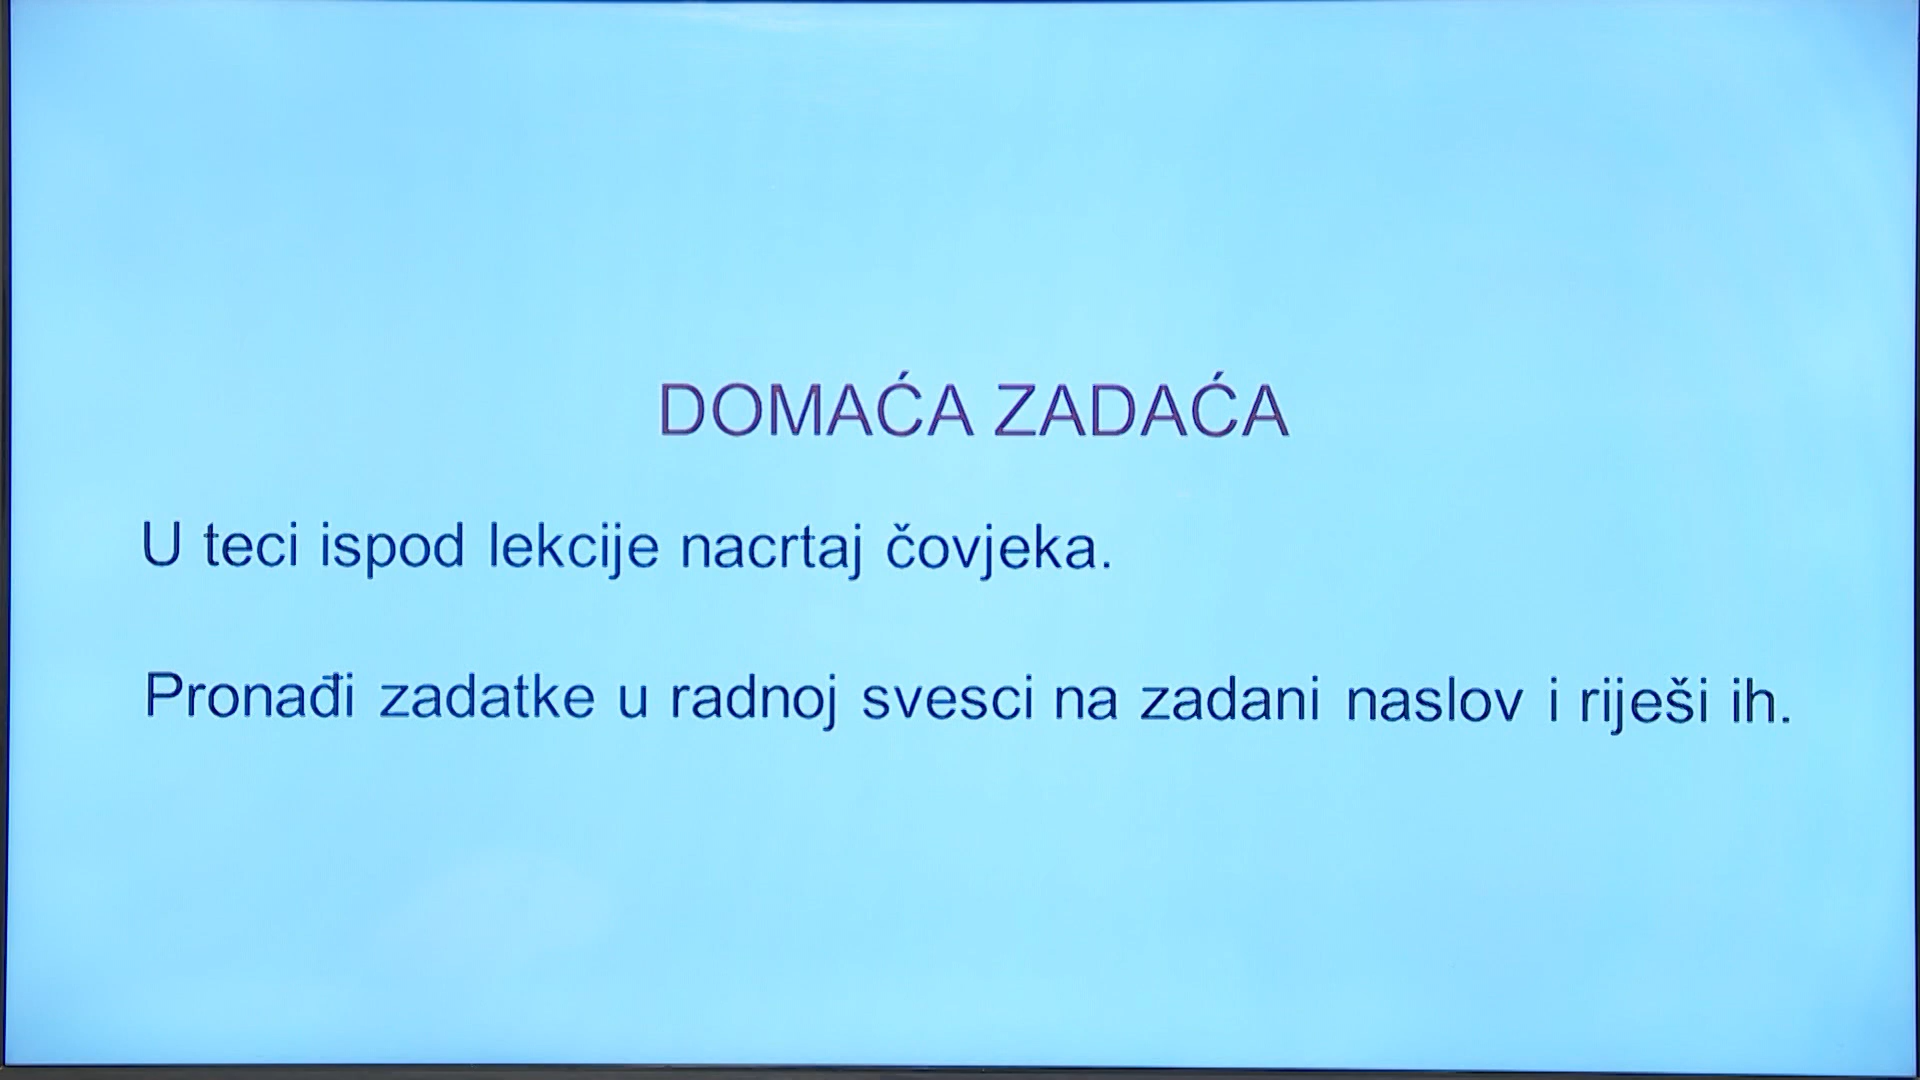 DOMAĆA ZADAĆA
U teci ispod lekcije nacrtaj čovjeka.
Pronađi zadatke u radnoj svesci na zadani naslov i riješi ih.